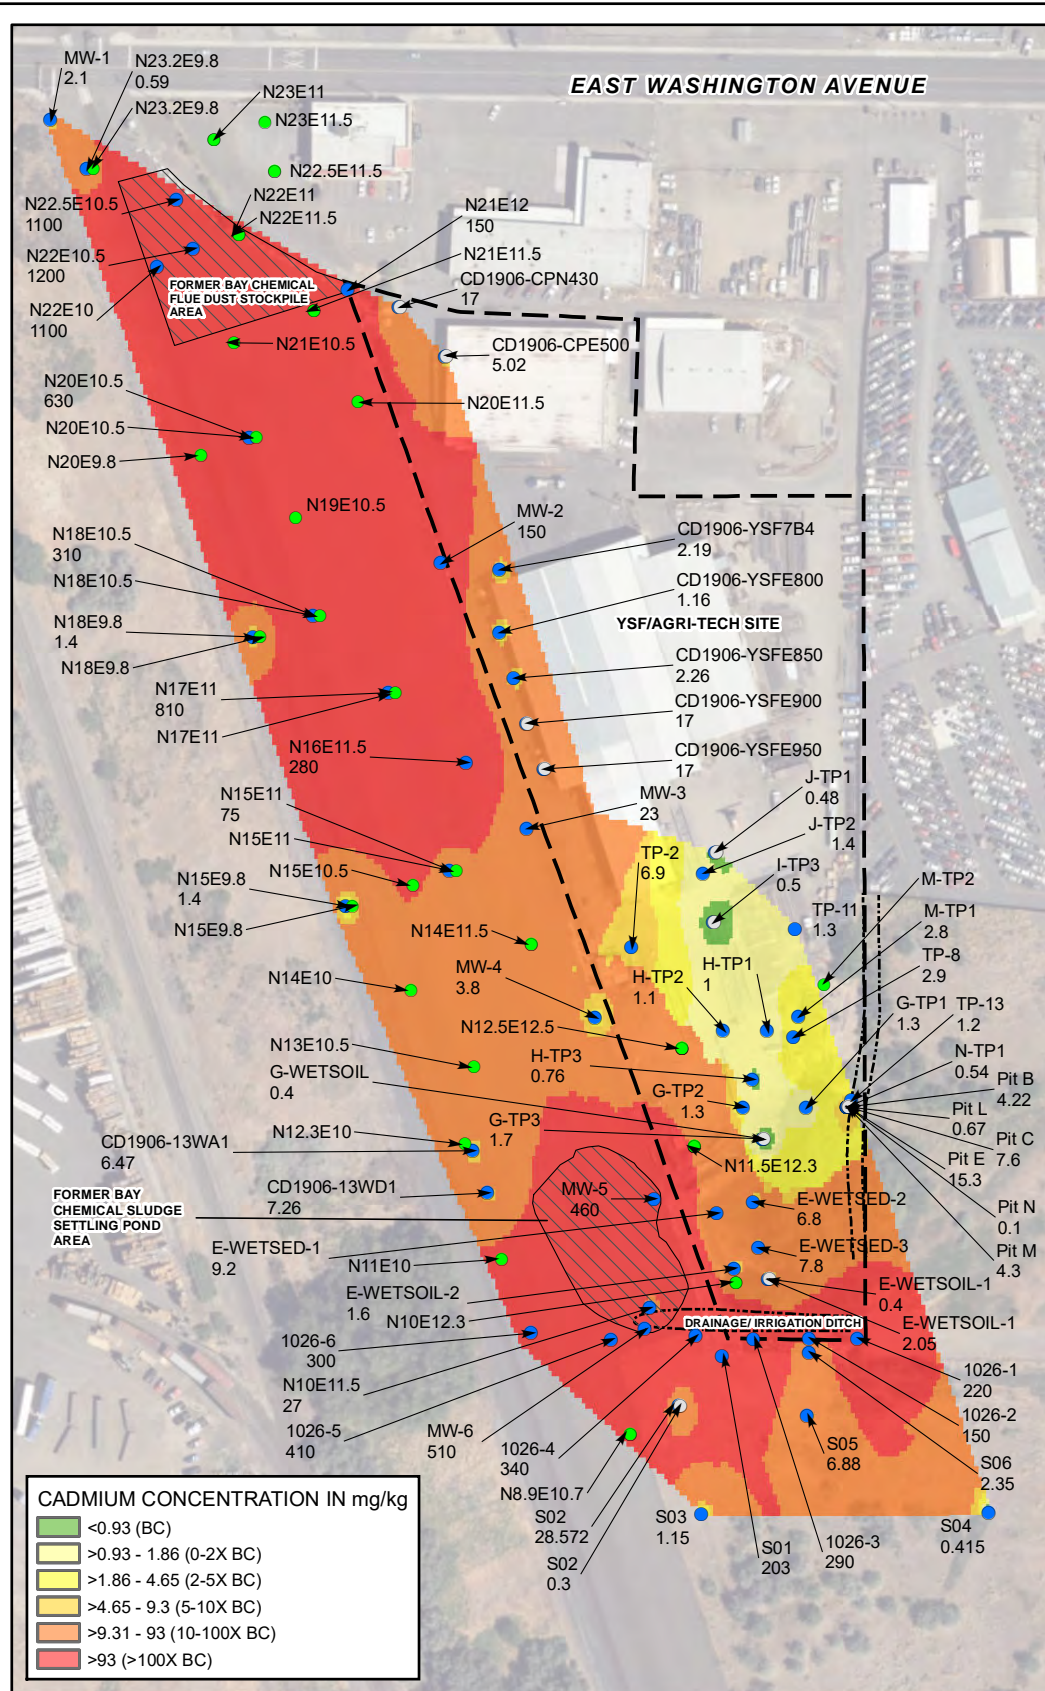 MW-1
2.1
N23.2E9.8
0.59
N23.2E9.8
N23E11
N23E11.5
EAST WASHINGTON AVENUE
N22.5E11.5
N22E11
N22E11.5
N22.5E10.5
1100
N21E12
150
N22E10.5
1200
N21E11.5
CD1906-CPN430
17
FORMER BAY CHEMICAL
FLUE DUST STOCKPILE
AREA
N22E10
1100
N21E10.5
CD1906-CPE500
5.02
N20E10.5
630
N20E11.5
N20E10.5
N20E9.8
N19E10.5
MW-2
150
N18E10.5
310
CD1906-YSF7B4
2.19
N18E10.5
CD1906-YSFE800
1.16
N18E9.8
1.4
YSF/AGRI-TECH SITE
N18E9.8
CD1906-YSFE850
2.26
N17E11
810
CD1906-YSFE900
17
N17E11
N16E11.5
280
CD1906-YSFE950
17
N15E11
75
MW-3
23
J-TP1
0.48
N15E11
J-TP2
1.4
TP-2
6.9
I-TP3
0.5
N15E10.5
N15E9.8
1.4
M-TP2
TP-11
1.3
M-TP1
2.8
N15E9.8
N14E11.5
TP-8
2.9
MW-4
3.8
H-TP2
1.1
H-TP1
1
N14E10
G-TP1
1.3
TP-13
1.2
N12.5E12.5
N13E10.5
N-TP1
0.54
H-TP3
0.76
G-WETSOIL
0.4
Pit B
4.22
G-TP2
1.3
Pit L
0.67
G-TP3
1.7
Pit C
7.6
N12.3E10
CD1906-13WA1
6.47
Pit E
15.3
N11.5E12.3
CD1906-13WD1
7.26
FORMER BAY
CHEMICAL SLUDGE
SETTLING POND
AREA
MW-5
460
E-WETSED-2
6.8
Pit N
0.1
E-WETSED-1
9.2
E-WETSED-3
7.8
Pit M
4.3
N11E10
E-WETSOIL-2
1.6
E-WETSOIL-1
0.4
N10E12.3
E-WETSOIL-1
2.05
DRAINAGE/ IRRIGATION DITCH
1026-6
300
1026-1
220
N10E11.5
27
1026-2
150
1026-5
410
MW-6
510
1026-4
340
S05
6.88
S06
2.35
N8.9E10.7
S02
28.572
S03
1.15
S04
0.415
S01
203
1026-3
290
S02
0.3
CADMIUM CONCENTRATION IN mg/kg
<0.93 (BC)
>0.93 - 1.86 (0-2X BC)
>1.86 - 4.65 (2-5X BC)
>4.65 - 9.3 (5-10X BC)
>9.31 - 93 (10-100X BC)
>93 (>100X BC)